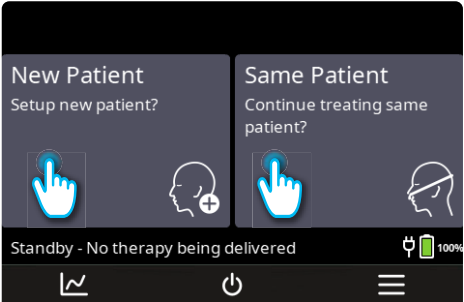 New Patient
Setup new patient?
Same Patient
Continue treating same
patient?
Standby - No therapy being delivered
100%